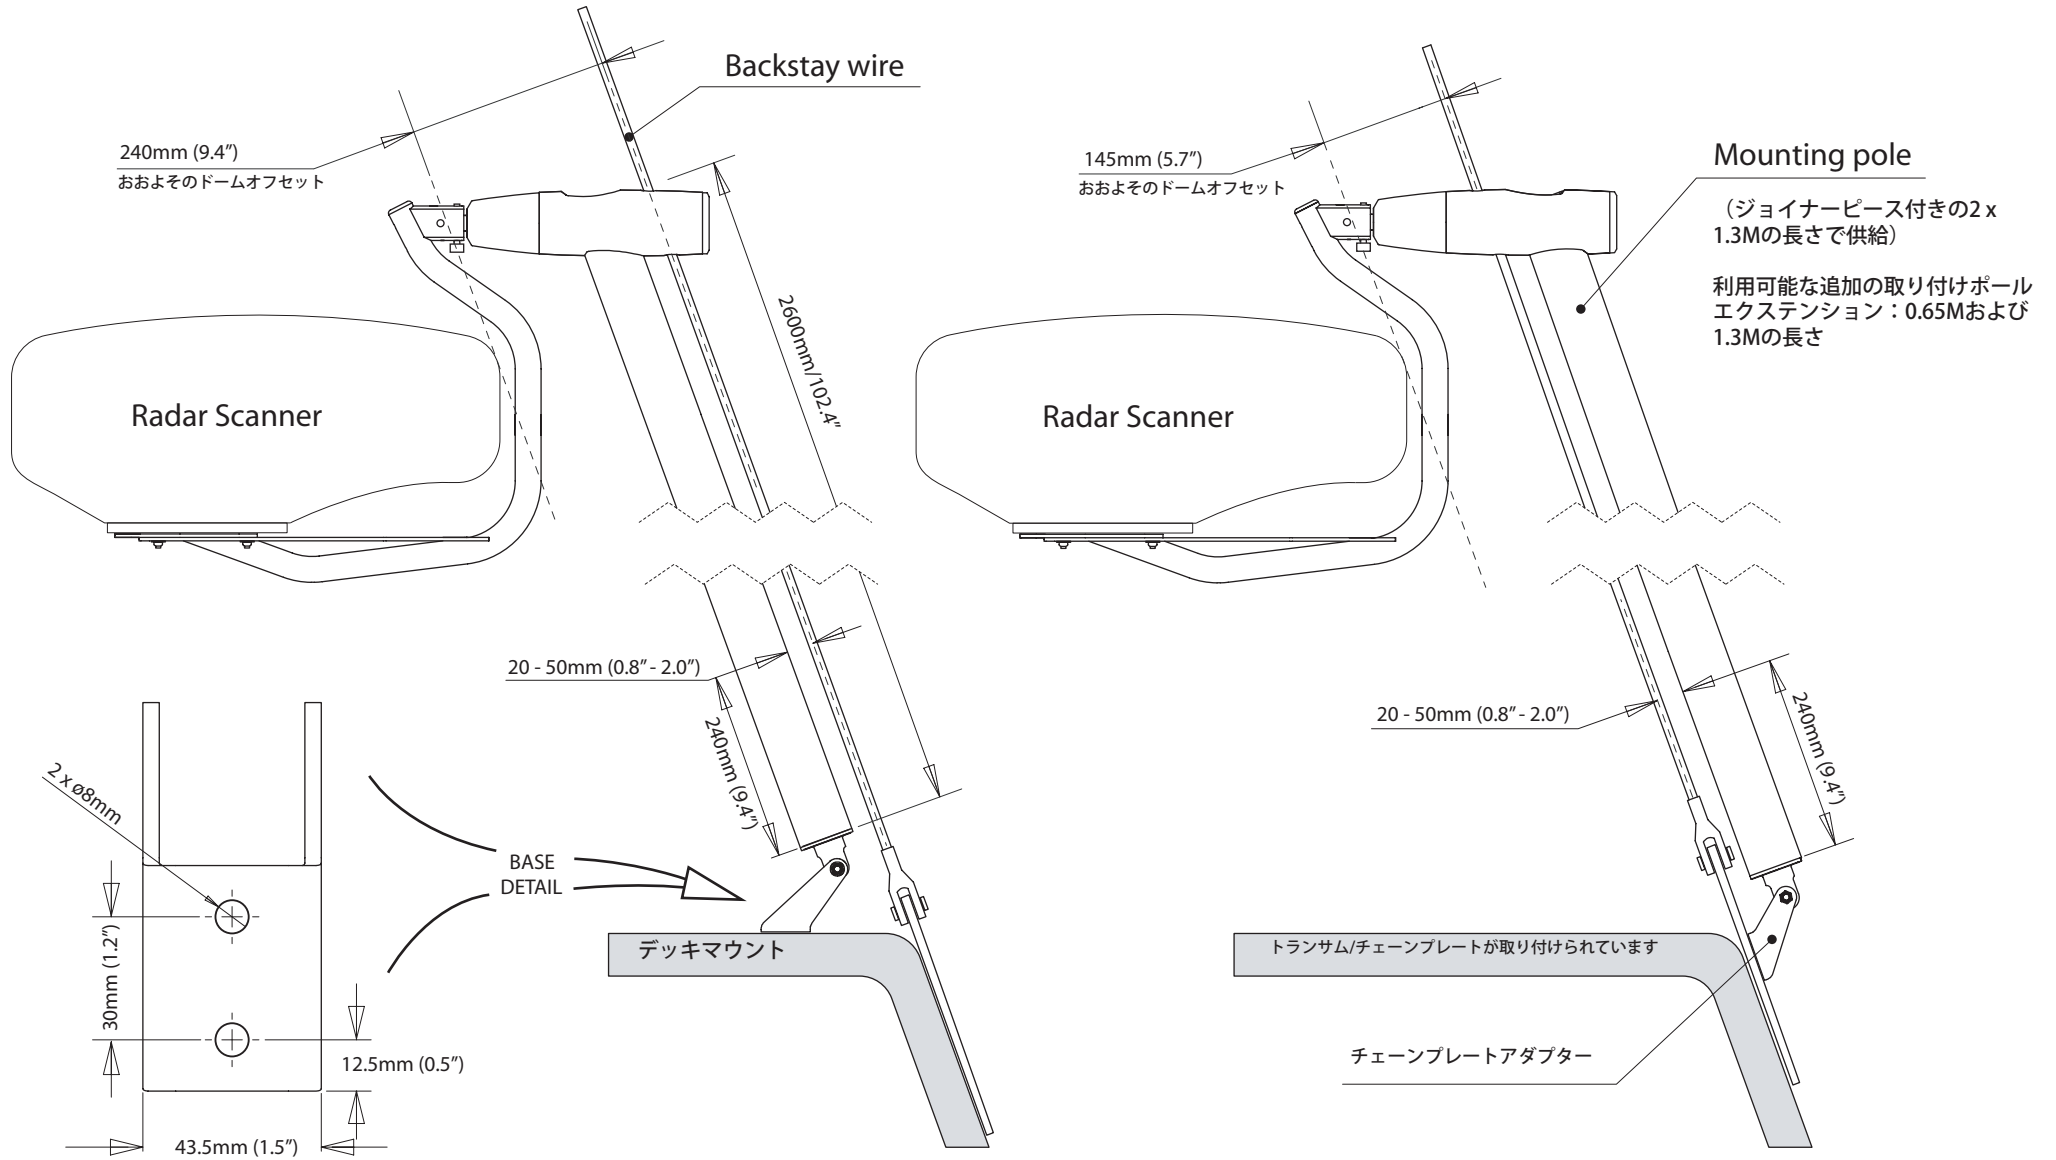 Backstay wire
240mm (9.4”)
おおよそのドームオフセット
2600mm/102.4”
Radar Scanner
145mm (5.7”)
おおよそのドームオフセット
Mounting pole
（ジョイナーピース付きの2 x
1.3Mの長さで供給）
利用可能な追加の取り付けポール
エクステンション：0.65Mおよび
1.3Mの長さ
Radar Scanner
20 - 50mm (0.8” - 2.0”)
240mm (9.4”)
2 x ø8mm
30mm (1.2”)
12.5mm (0.5”)
43.5mm (1.5”)
BASE
DETAIL
デッキマウント
20 - 50mm (0.8” - 2.0”)
240mm (9.4”)
トランサム/チェーンプレートが取り付けられています
チェーンプレートアダプター